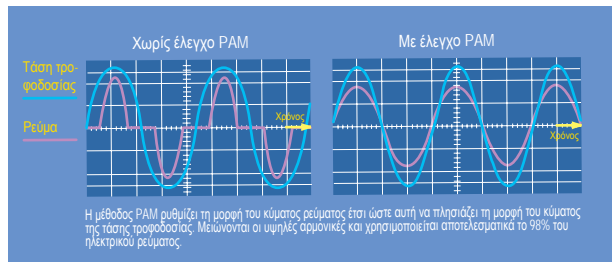 Χωρίς έλεγχο PAM
Με έλεγχο PAM
Τάση τρο-
φοδοσίας
Ρεύμα
Χρόνος
Χρόνος
Η μέθοδος PAM ρυθμίζει τη μορφή του κύματος ρεύματος έτσι ώστε αυτή να πλησιάζει τη μορφή του κύματος
της τάσης τροφοδοσίας. Μειώνονται οι υψηλές αρμονικές και χρησιμοποιείται αποτελεσματικά το 98% του
ηλεκτρικού ρεύματος.